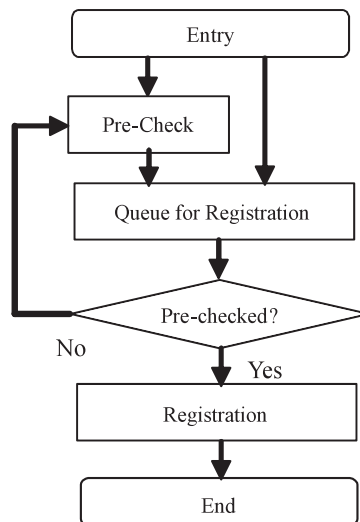 Entry
Pre-Check
Queue for Registration
Pre-checked?
No
Yes
Registration
End